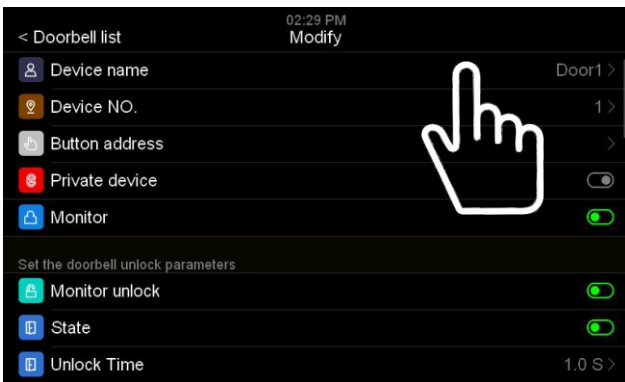 02:29 PM
< Doorbell list Modify
Device name Door1 >
Device NO. 1 >
Button address >
Private device
Monitor
Set the doorbell unlock parameters
Monitor unlock
State
Unlock Time 1.0 S >